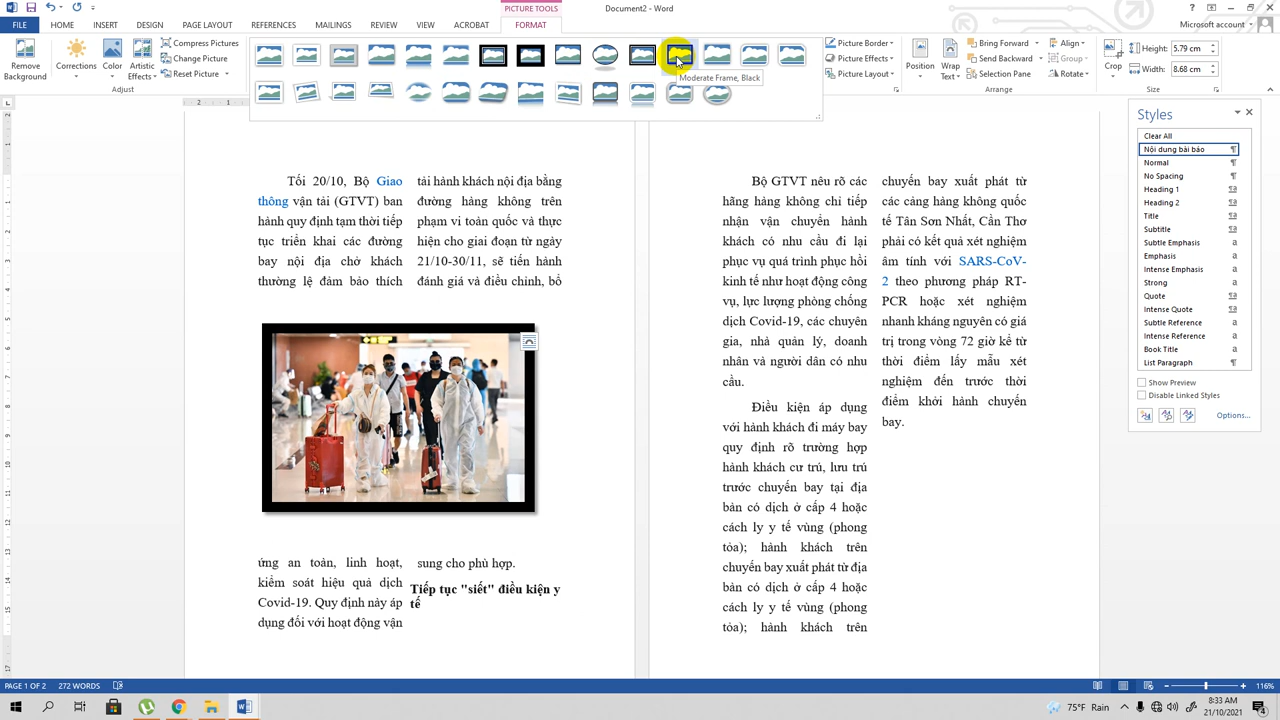 PICTURE TOOLS
Document2 - Word
FILE
HOME
INSERT
DESIGN
PAGE LAYOUT
REFERENCES
MAILINGS
REVIEW
VIEW
ACROBAT
FORMAT
Microsoft account
Remove Background
Corrections
Color
Artistic Effects
Compress Pictures
Change Picture
Reset Picture
Adjust
Moderate Frame, Black
Picture Border
Picture Effects
Picture Layout
Position
Wrap Text
Bring Forward
Send Backward
Selection Pane
Align
Group
Rotate
Arrange
Crop
Height: 5.79 cm
Width: 8.68 cm
Size
Tối 20/10, Bộ Giao
thông vận tải (GTVT) ban
hành quy định tạm thời tiếp
tục triển khai các đường
bay nội địa chở khách
thường lệ đảm bảo thích
tải hành khách nội địa bằng
đường hàng không trên
phạm vi toàn quốc và thực
hiện cho giai đoạn từ ngày
21/10-30/11, sẽ tiến hành
đánh giá và điều chỉnh, bổ
ứng an toàn, linh hoạt,
kiểm soát hiệu quả dịch
Covid-19. Quy định này áp
dụng đối với hoạt động vận
sung cho phù hợp.
Tiếp tục "siết" điều kiện y
tế
Bộ GTVT nêu rõ các
hãng hàng không chỉ tiếp
nhận vận chuyển hành
khách có nhu cầu đi lại
phục vụ quá trình phục hồi
kinh tế như hoạt động công
vụ, lực lượng phòng chống
dịch Covid-19, các chuyên
gia, nhà quản lý, doanh
nhân và người dân có nhu
cầu.
Điều kiện áp dụng
với hành khách đi máy bay
quy định rõ trường hợp
hành khách cư trú, lưu trú
trước chuyến bay tại địa
bàn có dịch ở cấp 4 hoặc
cách ly y tế vùng (phong
tỏa); hành khách trên
chuyến bay xuất phát từ địa
bàn có dịch ở cấp 4 hoặc
cách ly y tế vùng (phong
tỏa); hành khách trên
chuyến bay xuất phát từ
các cảng hàng không quốc
tế Tân Sơn Nhất, Cần Thơ
phải có kết quả xét nghiệm
âm tính với SARS-CoV-
2 theo phương pháp RT-
PCR hoặc xét nghiệm
nhanh kháng nguyên có giá
trị trong vòng 72 giờ kể từ
thời điểm lấy mẫu xét
nghiệm đến trước thời
điểm khởi hành chuyến
bay.
Styles
Clear All
Nội dung bài báo
Normal
No Spacing
Heading 1
Heading 2
Title
Subtitle
Subtle Emphasis
Emphasis
Intense Emphasis
Strong
Quote
Intense Quote
Subtle Reference
Intense Reference
Book Title
List Paragraph
Show Preview
Disable Linked Styles
Options...
PAGE 1 OF 2
272 WORDS
116%
75°F Rain
8:33 AM
21/10/2021